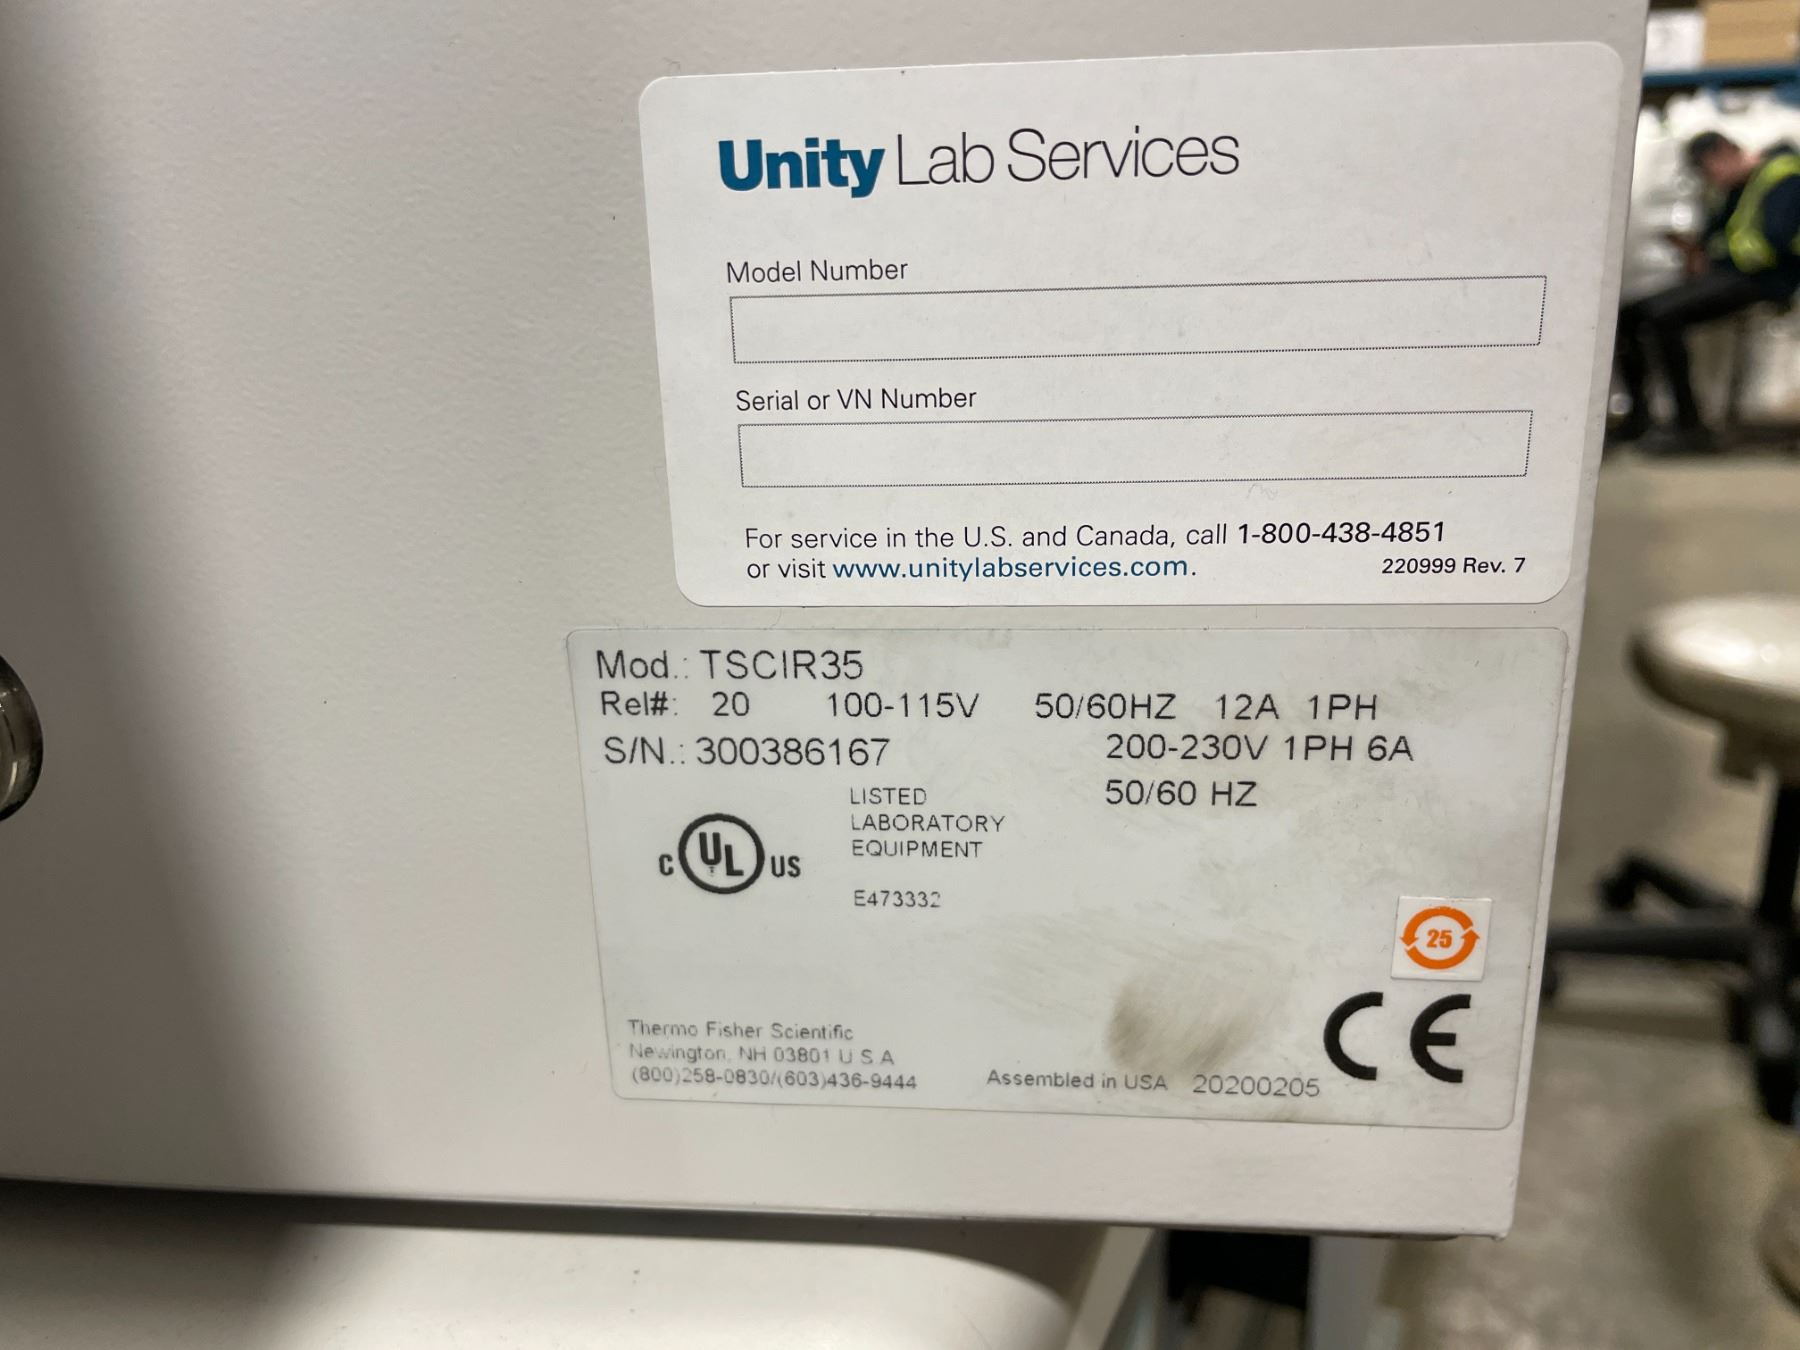 Unity Lab Services
Model Number
Serial or VN Number
For service in the U.S. and Canada, call 1-800-438-4851
or visit www.unitylabservices.com.
220999 Rev. 7
Mod.: TSCIR35
Rel#: 20 100-115V 50/60HZ 12A 1PH
S/N.: 300386167 200-230V 1PH 6A
50/60 HZ
LISTED
LABORATORY
EQUIPMENT
E473332
C UL US
25
CE
Thermo Fisher Scientific
Newington, NH 03801 U S A
(800)258-0830/(603)436-9444
Assembled in USA 20200205